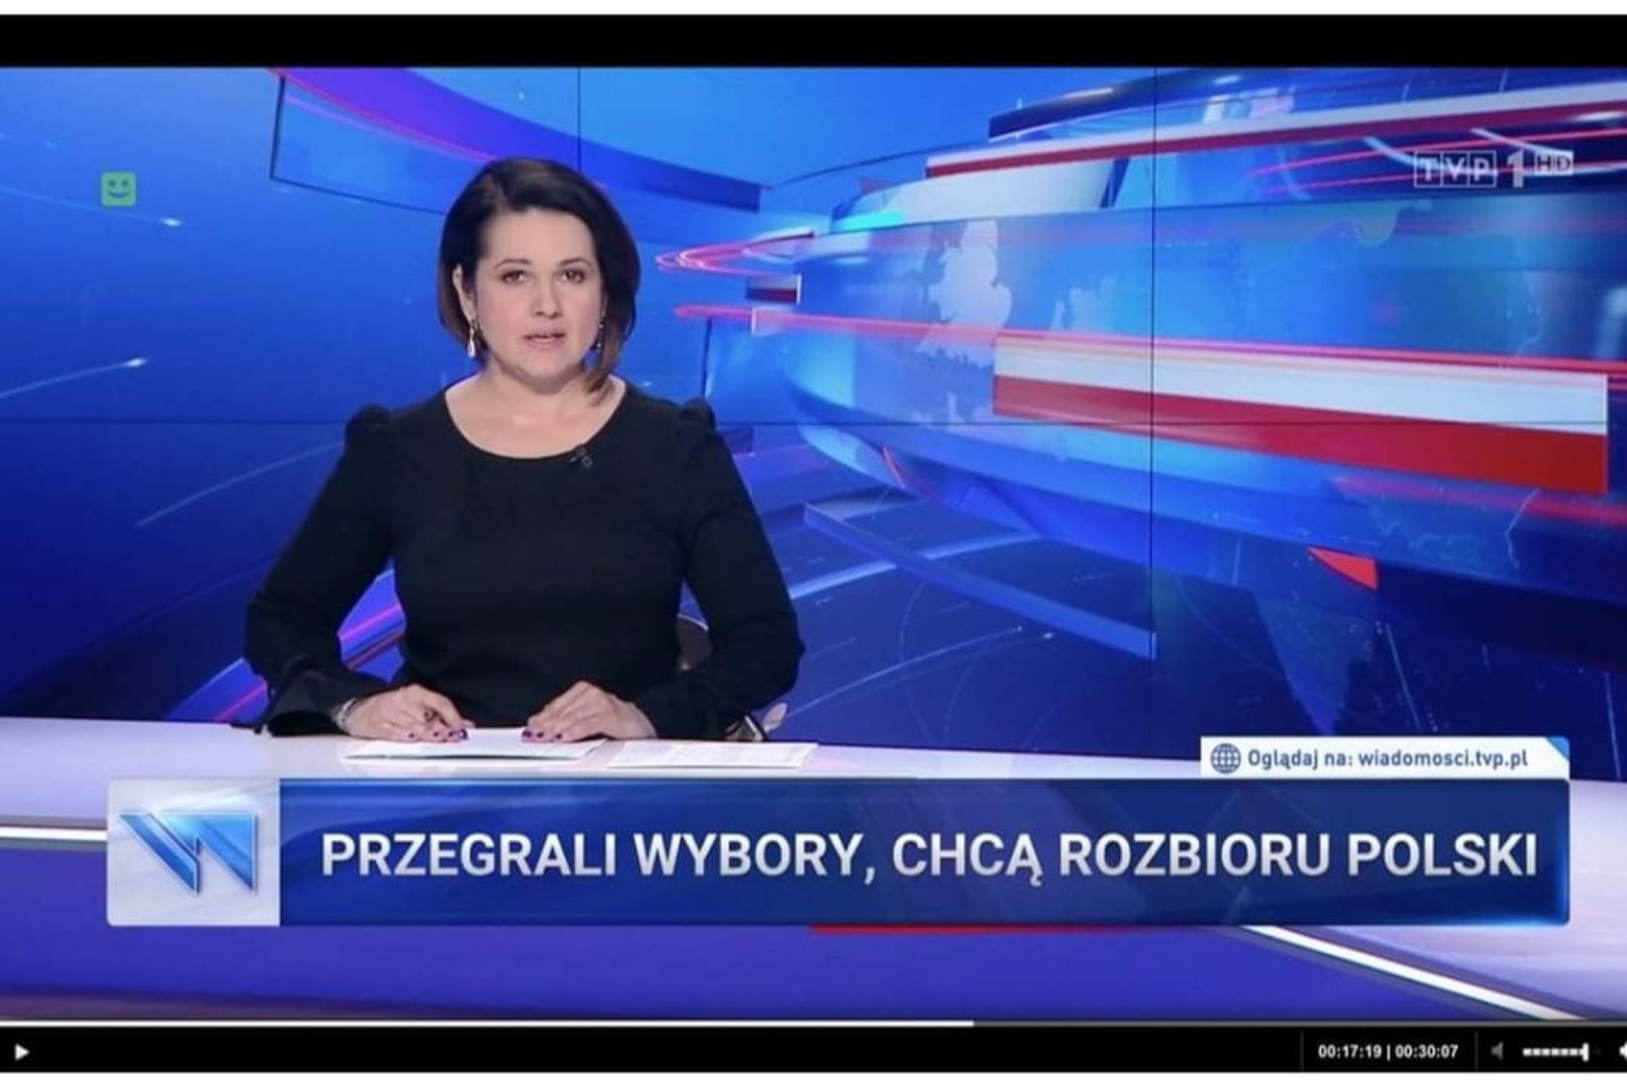 TVP 1 HD
Oglądaj na: wiadomosci.tvp.pl
PRZEGRALI WYBORY, CHCĄ ROZBIORU POLSKI
00:17:19 | 00:30:07